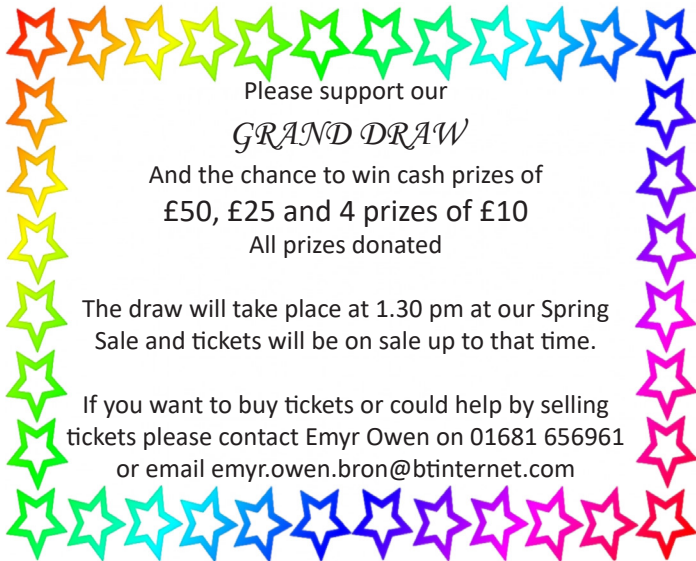 Please support our
GRAND DRAW
And the chance to win cash prizes of
£50, £25 and 4 prizes of £10
All prizes donated
The draw will take place at 1.30 pm at our Spring
Sale and tickets will be on sale up to that time.
If you want to buy tickets or could help by selling
tickets please contact Emyr Owen on 01681 656961
or email emyr.owen.bron@btinternet.com